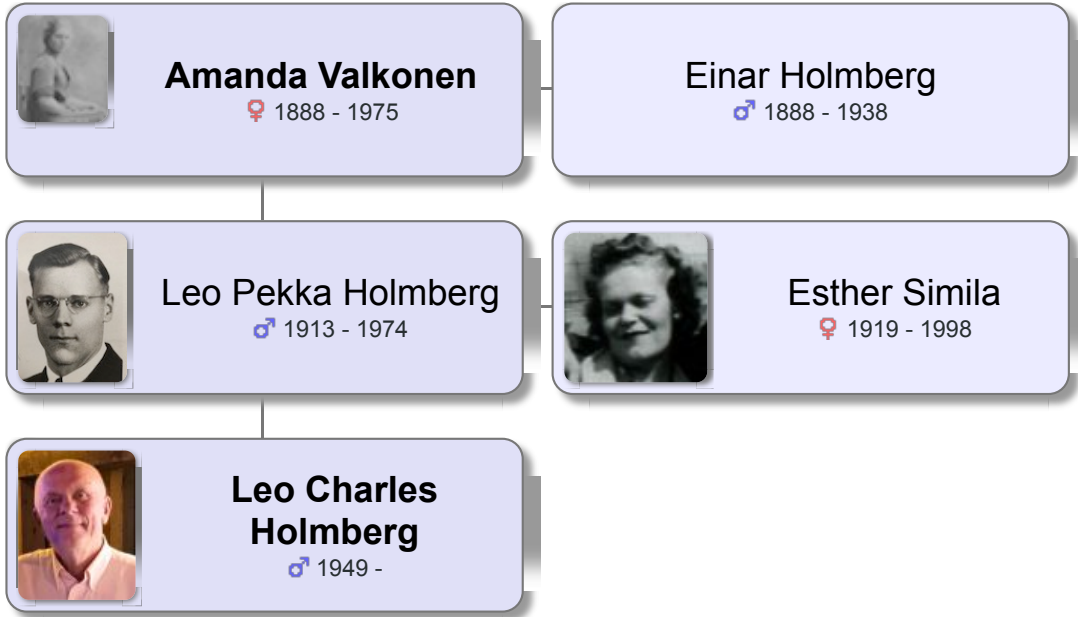 Amanda Valkonen
♀ 1888 - 1975
Einar Holmberg
♂ 1888 - 1938
Leo Pekka Holmberg
♂ 1913 - 1974
Esther Simila
♀ 1919 - 1998
Leo Charles
Holmberg
♂ 1949 -